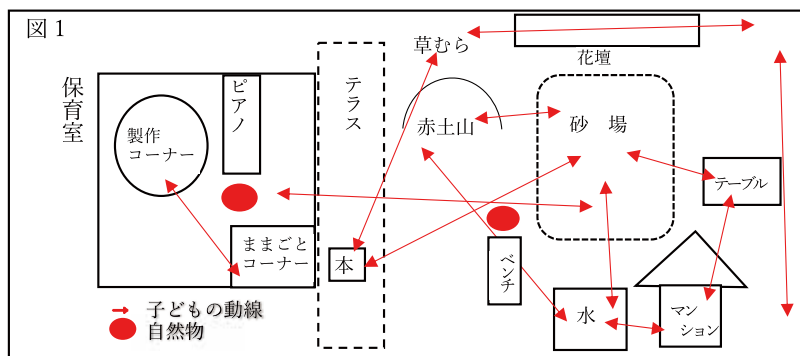 図1
保育室
製作
コーナー
ピアノ
ままごと
コーナー
テラス
本
草むら
赤土山
花壇
砂 場
テーブル
ベンチ
水
マン
ション
子どもの動線
自然物